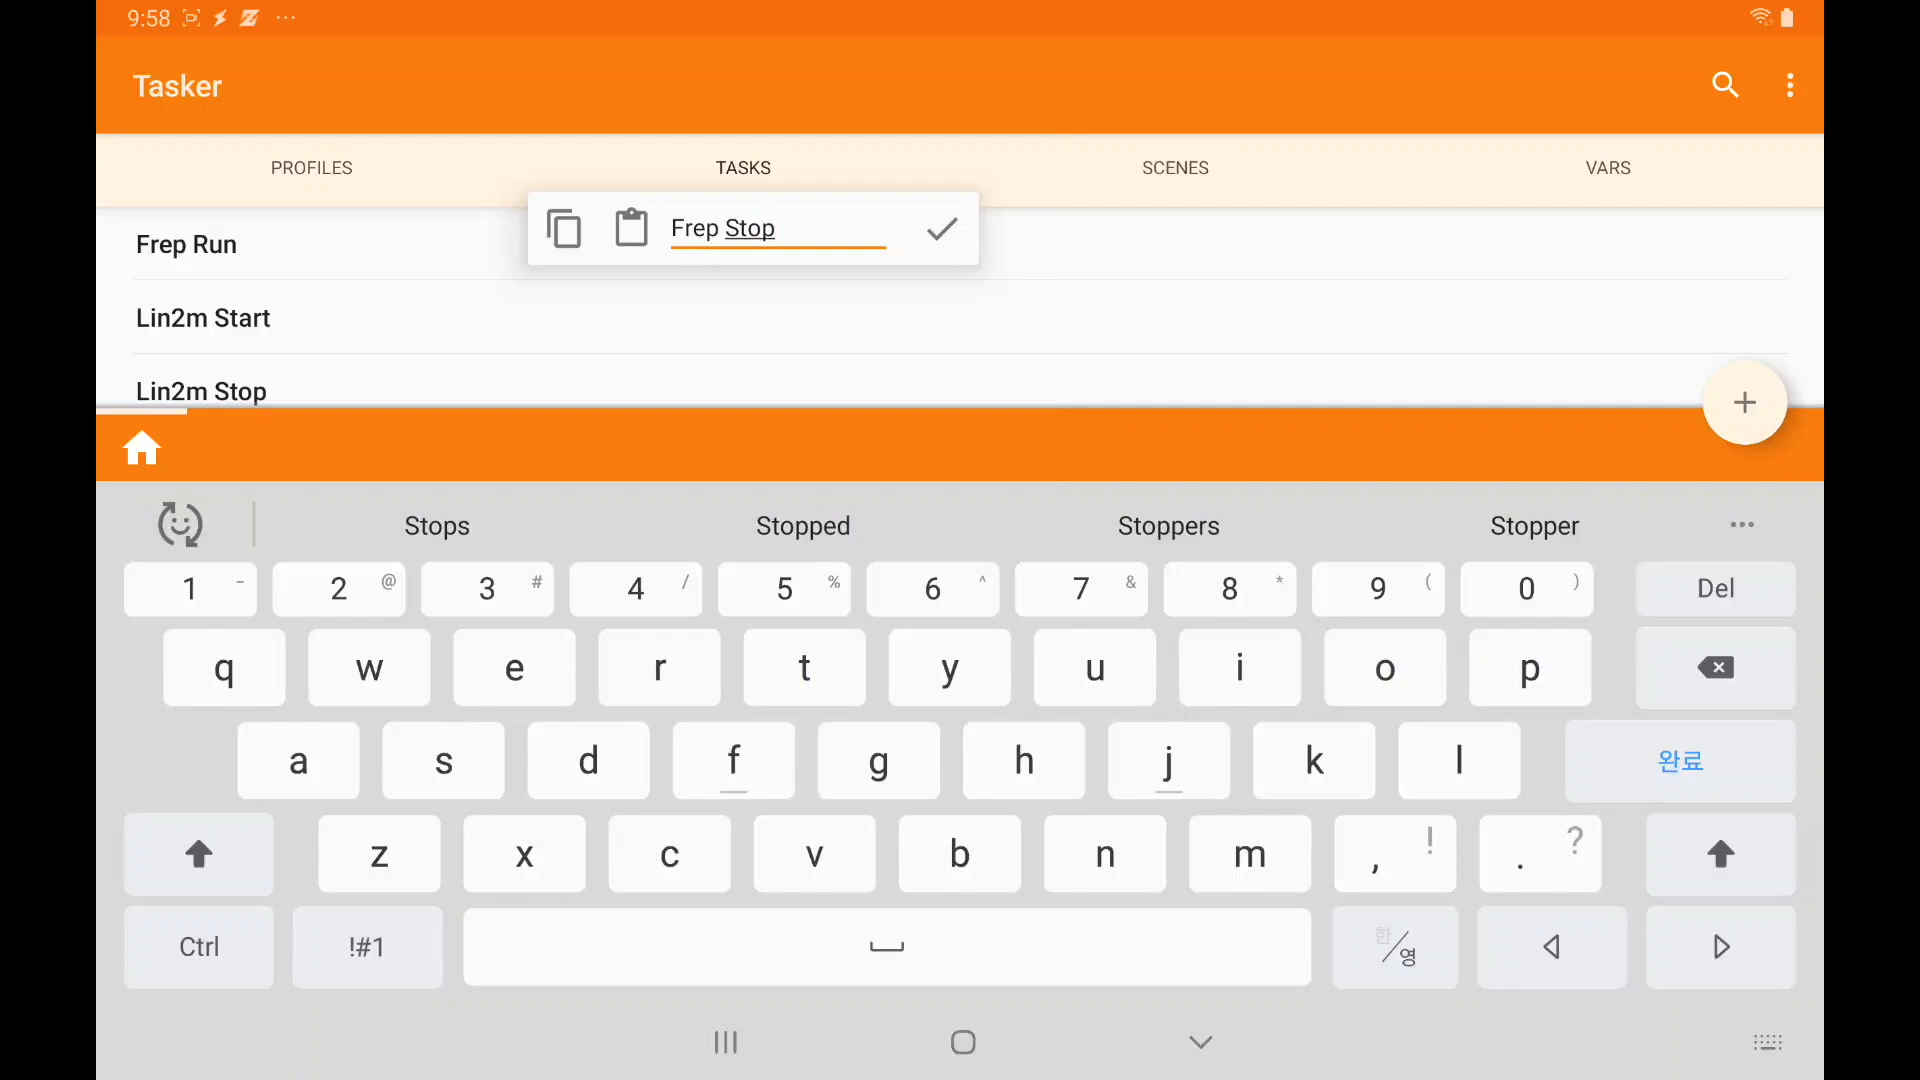 9:58
Tasker
PROFILES TASKS SCENES VARS
Frep Stop
Frep Run
Lin2m Start
Lin2m Stop
+
Stops Stopped Stoppers Stopper
1 - 2 @ 3 # 4 / 5 % 6 ^ 7 & 8 * 9 ( 0 ) Del
q w e r t y u i o p
a s d f g h j k l 완료
z x c v b n m , ! . ?
Ctrl !#1 한/영